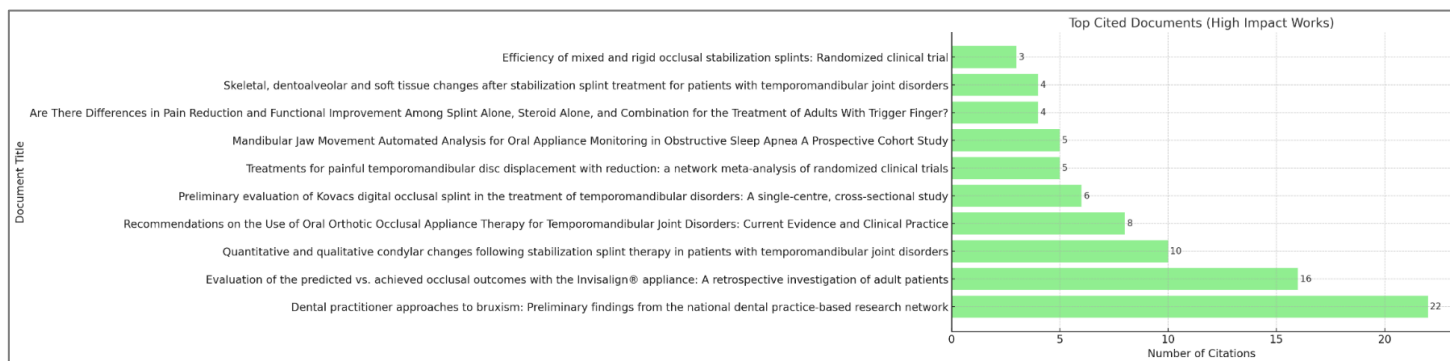 Top Cited Documents (High Impact Works)
Document Title
Efficiency of mixed and rigid occlusal stabilization splints: Randomized clinical trial
3
Skeletal, dentoalveolar and soft tissue changes after stabilization splint treatment for patients with temporomandibular joint disorders
4
Are There Differences in Pain Reduction and Functional Improvement Among Splint Alone, Steroid Alone, and Combination for the Treatment of Adults With Trigger Finger?
4
Mandibular Jaw Movement Automated Analysis for Oral Appliance Monitoring in Obstructive Sleep Apnea A Prospective Cohort Study
5
Treatments for painful temporomandibular disc displacement with reduction: a network meta-analysis of randomized clinical trials
5
Preliminary evaluation of Kovacs digital occlusal splint in the treatment of temporomandibular disorders: A single-centre, cross-sectional study
6
Recommendations on the Use of Oral Orthotic Occlusal Appliance Therapy for Temporomandibular Joint Disorders: Current Evidence and Clinical Practice
8
Quantitative and qualitative condylar changes following stabilization splint therapy in patients with temporomandibular joint disorders
10
Evaluation of the predicted vs. achieved occlusal outcomes with the Invisalign® appliance: A retrospective investigation of adult patients
16
Dental practitioner approaches to bruxism: Preliminary findings from the national dental practice-based research network
22
0 5 10 15 20
Number of Citations